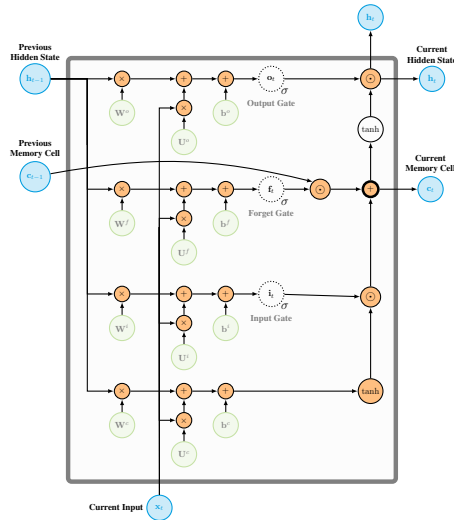 h_t
Previous
Hidden State
Current
Hidden State
h_{t−1}
×
+
+
o_t
σ
⊙
h_t
W^o
×
b^o
Output Gate
U^o
tanh
Previous
Memory Cell
Current
Memory Cell
c_{t−1}
×
+
+
f_t
σ
⊙
+
c_t
W^f
×
b^f
Forget Gate
U^f
×
+
+
i_t
σ
⊙
W^i
×
b^i
Input Gate
U^i
×
+
+
tanh
W^c
×
b^c
U^c
Current Input
x_t